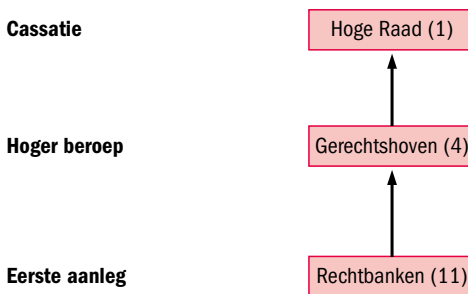 Cassatie Hoge Raad (1)
Hoger beroep Gerechtshoven (4)
Eerste aanleg Rechtbanken (11)